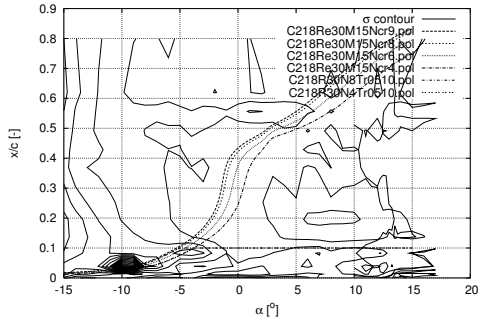 0.9
0.8
0.7
0.6
0.5
0.4
0.3
0.2
0.1
0
x/c [-]
σ contour
C218Re30M15Ncr9.pol
C218Re30M15Ncr8.pol
C218Re30M15Ncr6.pol
C218Re30M15Ncr4.pol
C218R30N8Tr0510.pol
C218R30N4Tr0510.pol
-15 -10 -5 0 5 10 15 20
α [º]